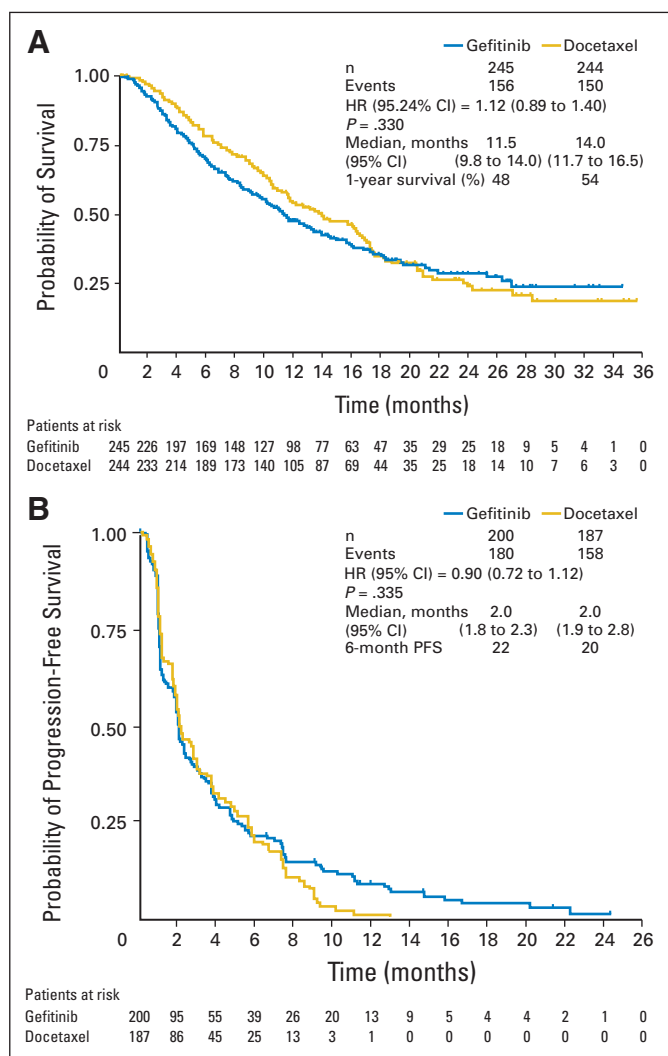 A
Gefitinib Docetaxel
n 245 244
Events 156 150
HR (95.24% CI) = 1.12 (0.89 to 1.40)
P = .330
Median, months 11.5 14.0
(95% CI) (9.8 to 14.0) (11.7 to 16.5)
1-year survival (%) 48 54
Probability of Survival
1.00
0.75
0.50
0.25
0 2 4 6 8 10 12 14 16 18 20 22 24 26 28 30 32 34 36
Time (months)
Patients at risk
Gefitinib 245 226 197 169 148 127 98 77 63 47 35 29 25 18 9 5 4 1 0
Docetaxel 244 233 214 189 173 140 105 87 69 44 35 25 18 14 10 7 6 3 0
B
Gefitinib Docetaxel
n 200 187
Events 180 158
HR (95% CI) = 0.90 (0.72 to 1.12)
P = .335
Median, months 2.0 2.0
(95% CI) (1.8 to 2.3) (1.9 to 2.8)
6-month PFS 22 20
Probability of Progression-Free Survival
1.00
0.75
0.50
0.25
0 2 4 6 8 10 12 14 16 18 20 22 24 26
Time (months)
Patients at risk
Gefitinib 200 95 55 39 26 20 13 9 5 4 4 2 1 0
Docetaxel 187 86 45 25 13 3 1 0 0 0 0 0 0 0